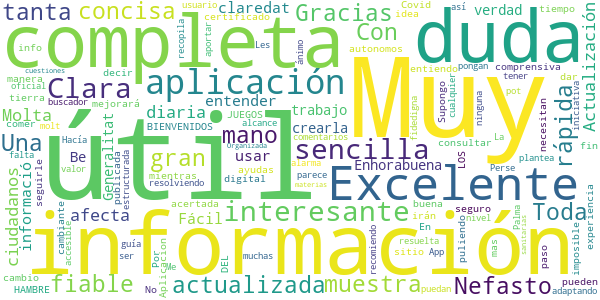 tanta concisa usuario certificado claredat Gracias Covid idea así verdad tiempo
completa duda
info recopila Les aportar Con autonomos
cuestiones decir ánimo entiendo pongan comprensiva
manera oficial mejorará Clara aplicación Muy Supongo cualquier tener ninguna dar iniciativa Actualización
tierra buscador diaria entender
Molta JUEGOS trabajo pot fidedigna
comer molt BIENVENIDOS alcance crearla comentarios consultar La necesitan rápida fin
Una útil mano sencilla LOS
Hacía Organizada plantea
falta Be gran usar Enhorabuena alarma Perse
ciudadanos informacio valor Generalitat publicada estructurada mientras resolviendo ayudas digital parece materias Excelente
seguirle cambiante afecta acertada muchas interesante buena seguro Toda imposible experiencia
accesible Fácil En irán nivel Palma sanitarias
información
guía Por Aplicacion resuelta mas
fiable ser Me recomiendo sitio App puliendo paso
cambio actualizada muestra Nefasto pueden
HAMBRE No DEL puedan adaptando